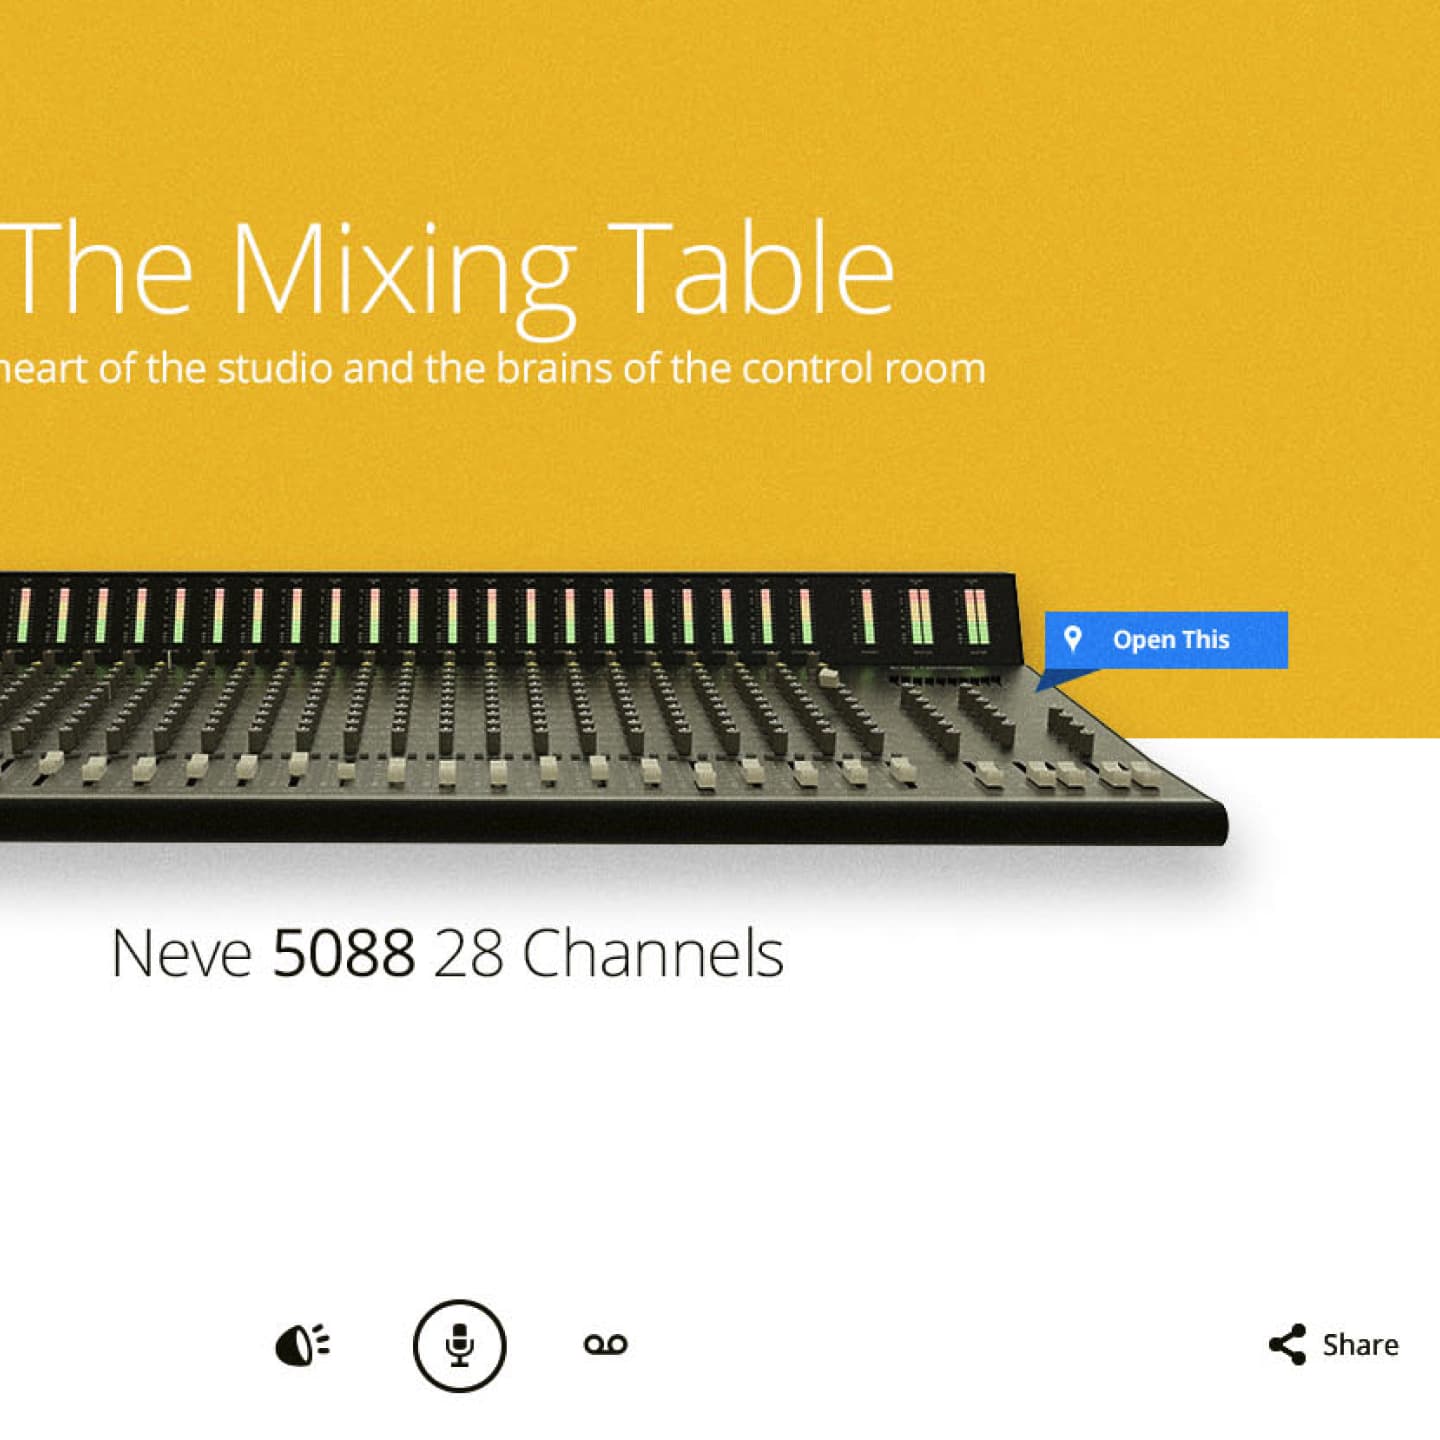 The Mixing Table
heart of the studio and the brains of the control room
Open This
Neve 5088 28 Channels
Share